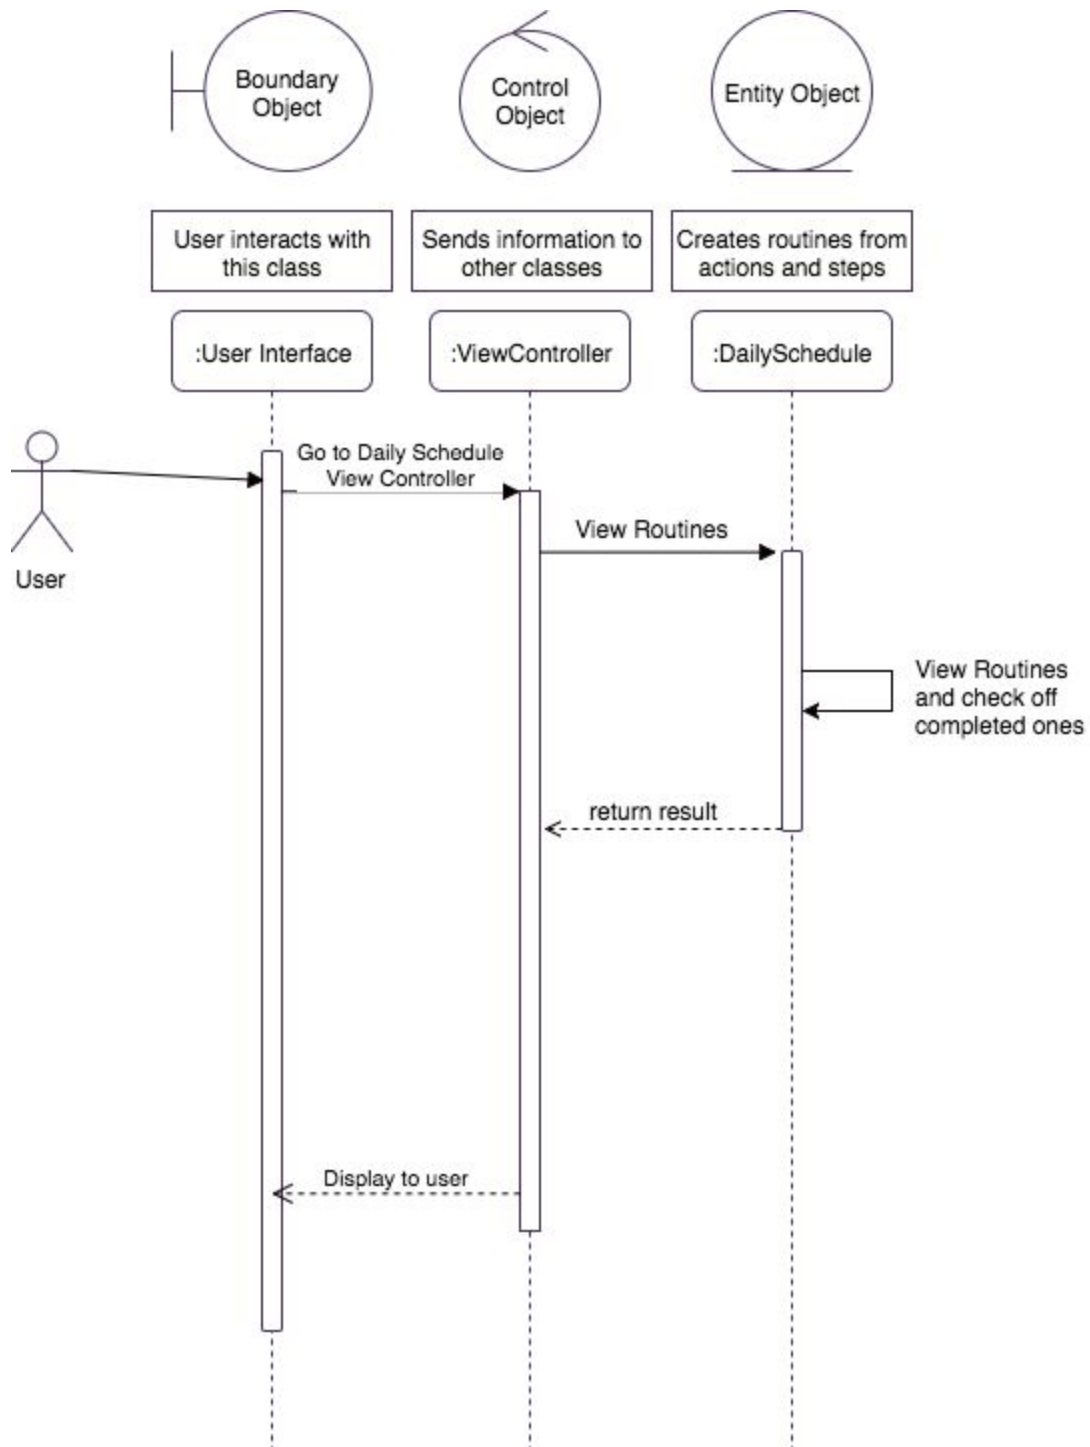 Boundary
Object
Control
Object
Entity Object
User interacts with
this class
Sends information to
other classes
Creates routines from
actions and steps
:User Interface
:ViewController
:DailySchedule
Go to Daily Schedule
View Controller
View Routines
User
View Routines
and check off
completed ones
return result
Display to user